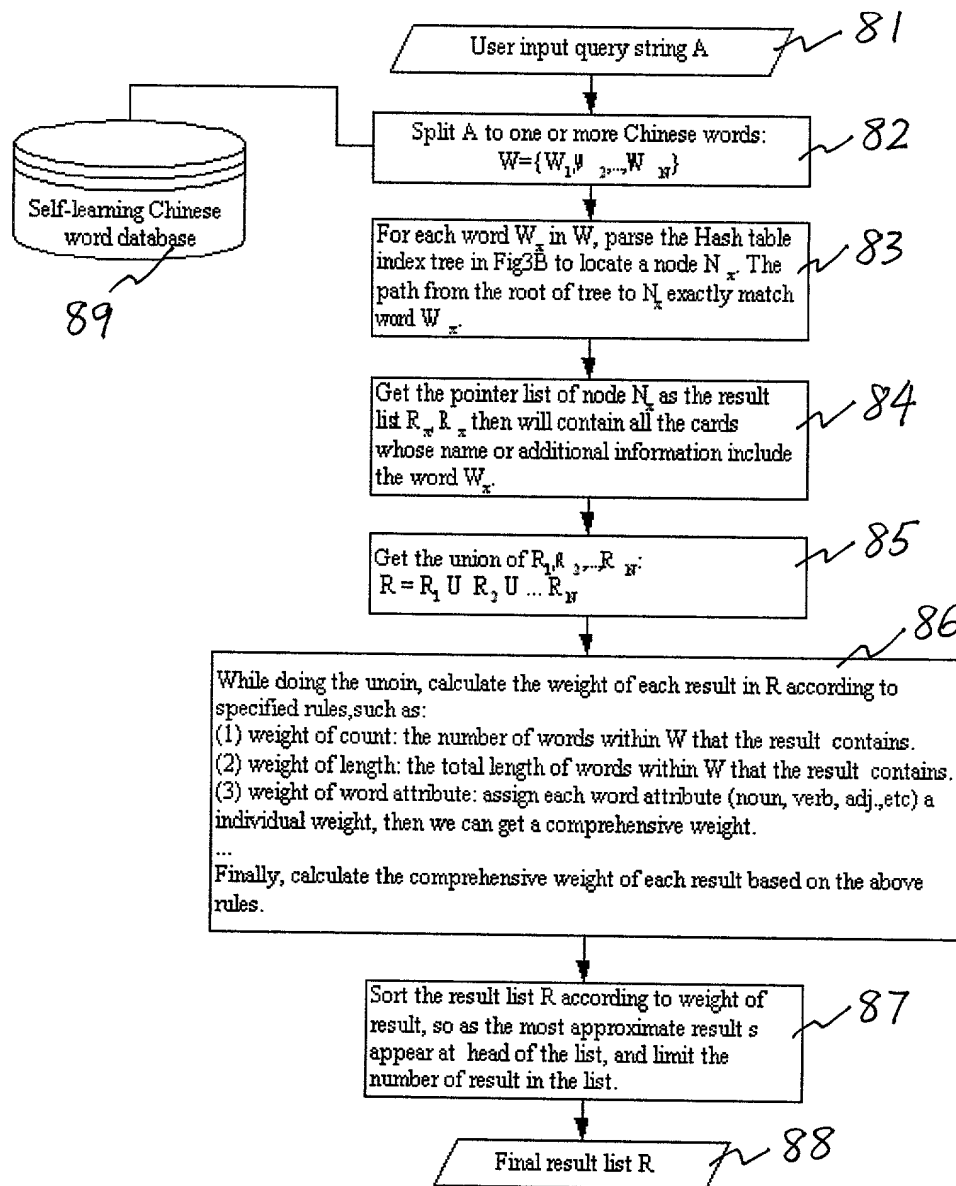 User input query string A
81
Split A to one or more Chinese words:
W={W1,W 2,...,W N}
82
Self-learning Chinese
word database
89
For each word Wx in W, parse the Hash table
index tree in Fig3B to locate a node N x. The
path from the root of tree to Nx exactly match
word W x.
83
Get the pointer list of node Nx as the result
list R x, R x then will contain all the cards
whose name or additional information include
the word Wx.
84
Get the union of R1,R 2,...,R N:
R = R1 U R2 U ... RN
85
86
While doing the unoin, calculate the weight of each result in R according to
specified rules,such as:
(1) weight of count: the number of words within W that the result contains.
(2) weight of length: the total length of words within W that the result contains.
(3) weight of word attribute: assign each word attribute (noun, verb, adj.,etc) a
individual weight, then we can get a comprehensive weight.
...
Finally, calculate the comprehensive weight of each result based on the above
rules.
Sort the result list R according to weight of
result, so as the most approximate result s
appear at head of the list, and limit the
number of result in the list.
87
Final result list R
88